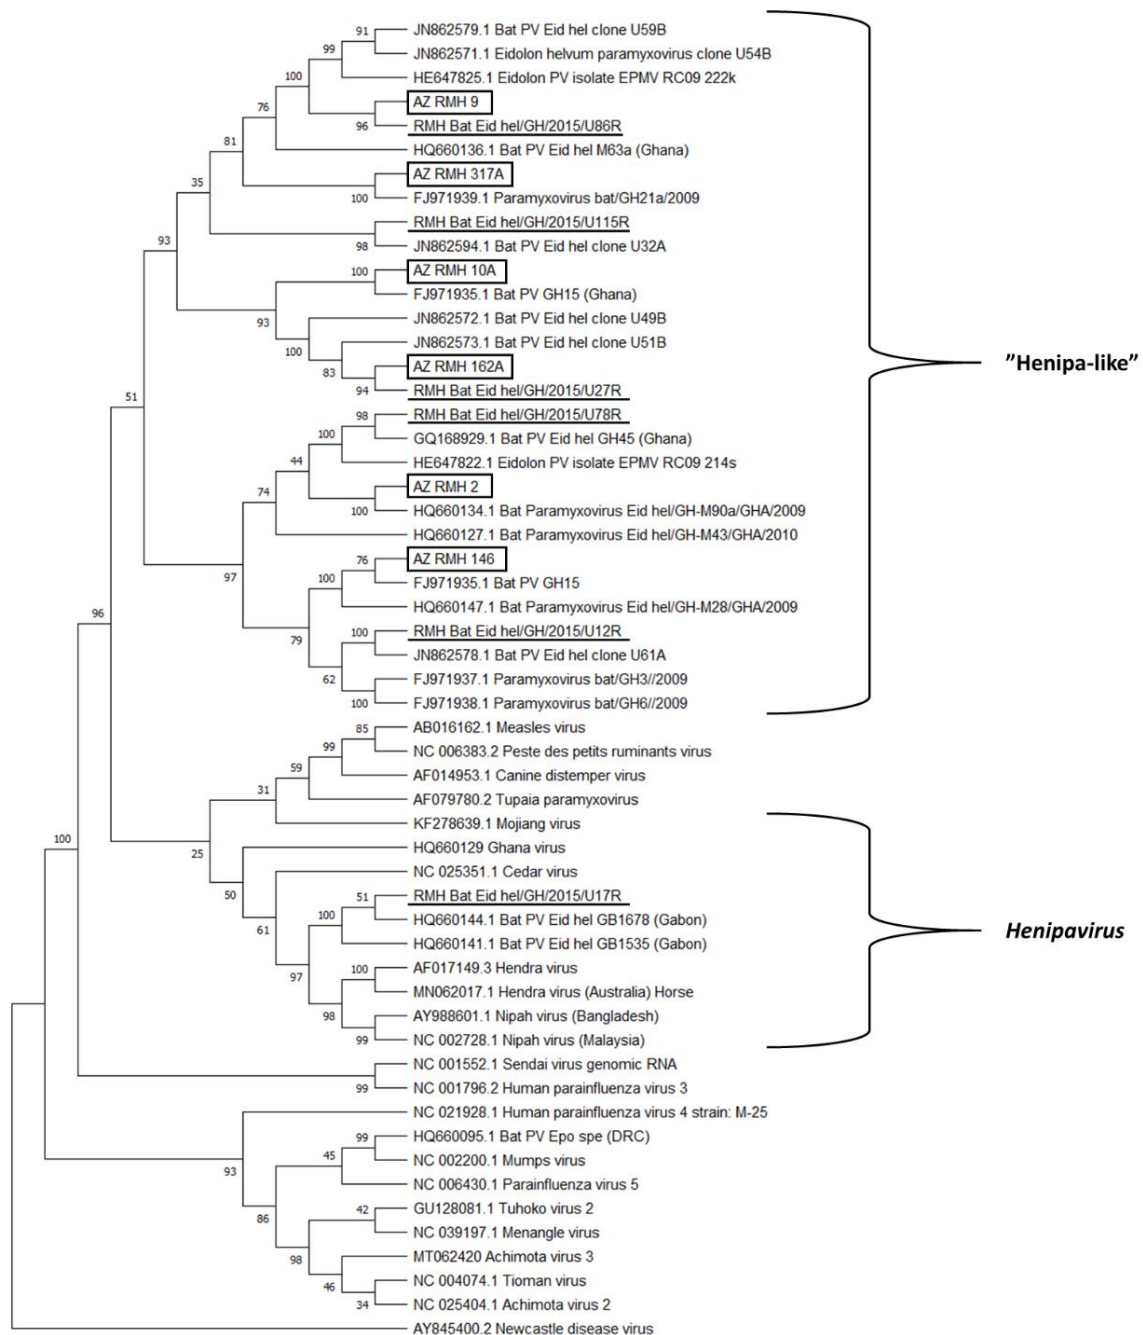 91 JN862579.1 Bat PV Eid hel clone U59B
99 JN862571.1 Eidolon helvum paramyxovirus clone U54B
100 HE647825.1 Eidolon PV isolate EPMV RC09 222k
76 AZ RMH 9
96 RMH Bat Eid hel/GH/2015/U86R
81 HQ660136.1 Bat PV Eid hel M63a (Ghana)
AZ RMH 317A
35 100 FJ971939.1 Paramyxovirus bat/GH21a/2009
RMH Bat Eid hel/GH/2015/U115R
93 98 JN862594.1 Bat PV Eid hel clone U32A
100 AZ RMH 10A
FJ971935.1 Bat PV GH15 (Ghana)
93 JN862572.1 Bat PV Eid hel clone U49B
100 JN862573.1 Bat PV Eid hel clone U51B
83 AZ RMH 162A
”Henipa-like”
94 RMH Bat Eid hel/GH/2015/U27R
51 98 RMH Bat Eid hel/GH/2015/U78R
100 GQ168929.1 Bat PV Eid hel GH45 (Ghana)
44 HE647822.1 Eidolon PV isolate EPMV RC09 214s
74 AZ RMH 2
100 HQ660134.1 Bat Paramyxovirus Eid hel/GH-M90a/GHA/2009
HQ660127.1 Bat Paramyxovirus Eid hel/GH-M43/GHA/2010
97 76 AZ RMH 146
100 FJ971935.1 Bat PV GH15
HQ660147.1 Bat Paramyxovirus Eid hel/GH-M28/GHA/2009
96 79 100 RMH Bat Eid hel/GH/2015/U12R
JN862578.1 Bat PV Eid hel clone U61A
62 FJ971937.1 Paramyxovirus bat/GH3//2009
100 FJ971938.1 Paramyxovirus bat/GH6//2009
85 AB016162.1 Measles virus
99 NC 006383.2 Peste des petits ruminants virus
59 AF014953.1 Canine distemper virus
31 AF079780.2 Tupaia paramyxovirus
KF278639.1 Mojiang virus
100 25 HQ660129 Ghana virus
50 NC 025351.1 Cedar virus
51 RMH Bat Eid hel/GH/2015/U17R
61 100 HQ660144.1 Bat PV Eid hel GB1678 (Gabon)
Henipavirus
HQ660141.1 Bat PV Eid hel GB1535 (Gabon)
97 100 AF017149.3 Hendra virus
MN062017.1 Hendra virus (Australia) Horse
98 AY988601.1 Nipah virus (Bangladesh)
99 NC 002728.1 Nipah virus (Malaysia)
NC 001552.1 Sendai virus genomic RNA
99 NC 001796.2 Human parainfluenza virus 3
NC 021928.1 Human parainfluenza virus 4 strain: M-25
99 HQ660095.1 Bat PV Epo spe (DRC)
93 45 NC 002200.1 Mumps virus
NC 006430.1 Parainfluenza virus 5
86 42 GU128081.1 Tuhoko virus 2
NC 039197.1 Menangle virus
98 MT062420 Achimota virus 3
46 NC 004074.1 Tioman virus
34 NC 025404.1 Achimota virus 2
AY845400.2 Newcastle disease virus